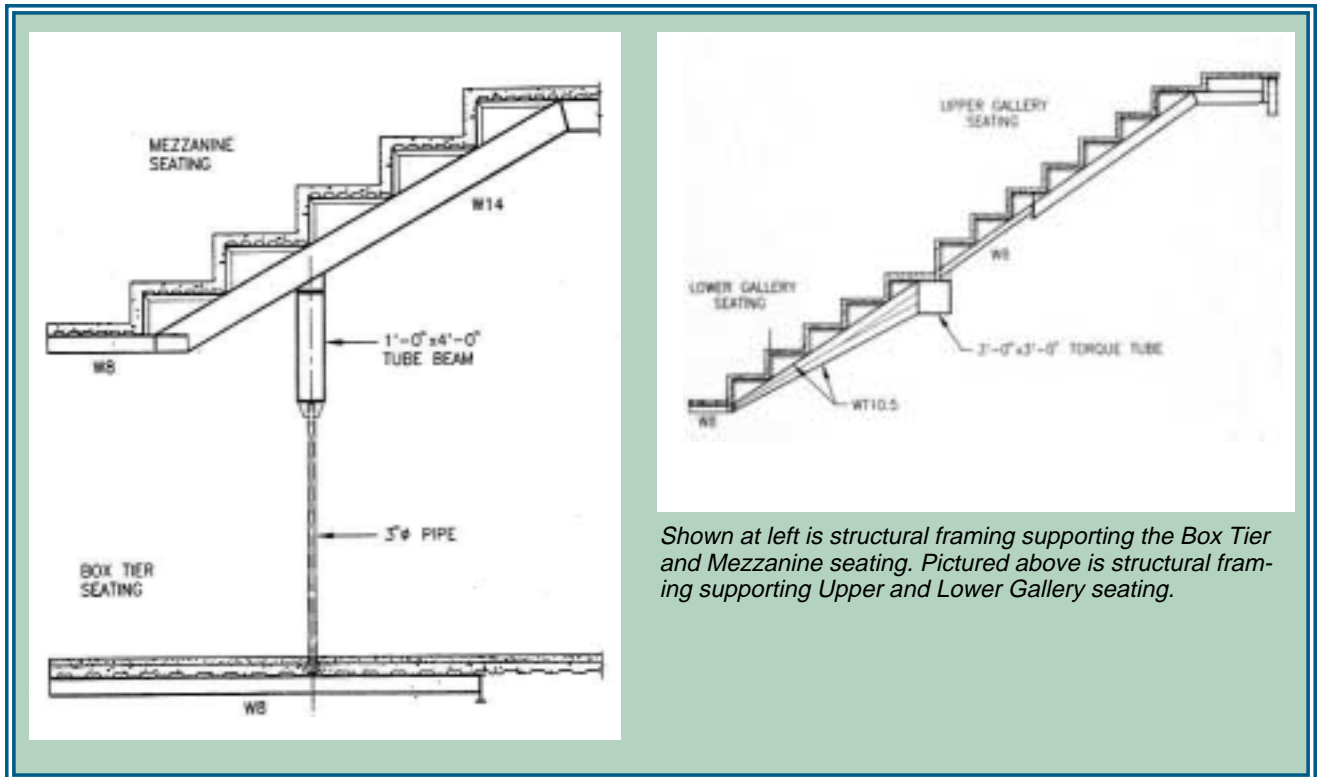 MEZZANINE
SEATING
W14
W8
1'-0"x4'-0"
TUBE BEAM
3"⌀ PIPE
BOX TIER
SEATING
W8
UPPER GALLERY
SEATING
W8
LOWER GALLERY
SEATING
3'-0"x3'-0" TORQUE TUBE
WT10.5
W8
Shown at left is structural framing supporting the Box Tier
and Mezzanine seating. Pictured above is structural fram-
ing supporting Upper and Lower Gallery seating.